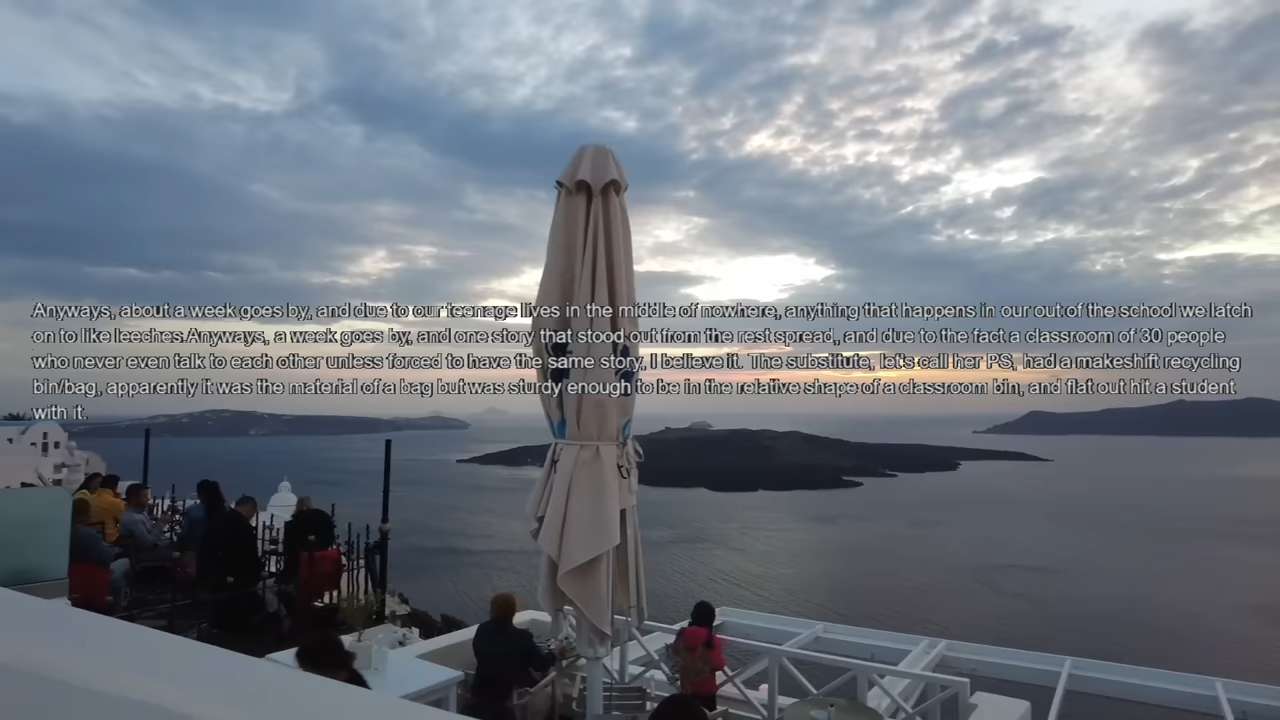 Anyways, about a week goes by, and due to our teenage lives in the middle of nowhere, anything that happens in our out of the school we latch
on to like leeches.Anyways, a week goes by, and one story that stood out from the rest spread, and due to the fact a classroom of 30 people
who never even talk to each other unless forced to have the same story, I believe it. The substitute, let's call her PS, had a makeshift recycling
bin/bag, apparently it was the material of a bag but was sturdy enough to be in the relative shape of a classroom bin, and flat out hit a student
with it.